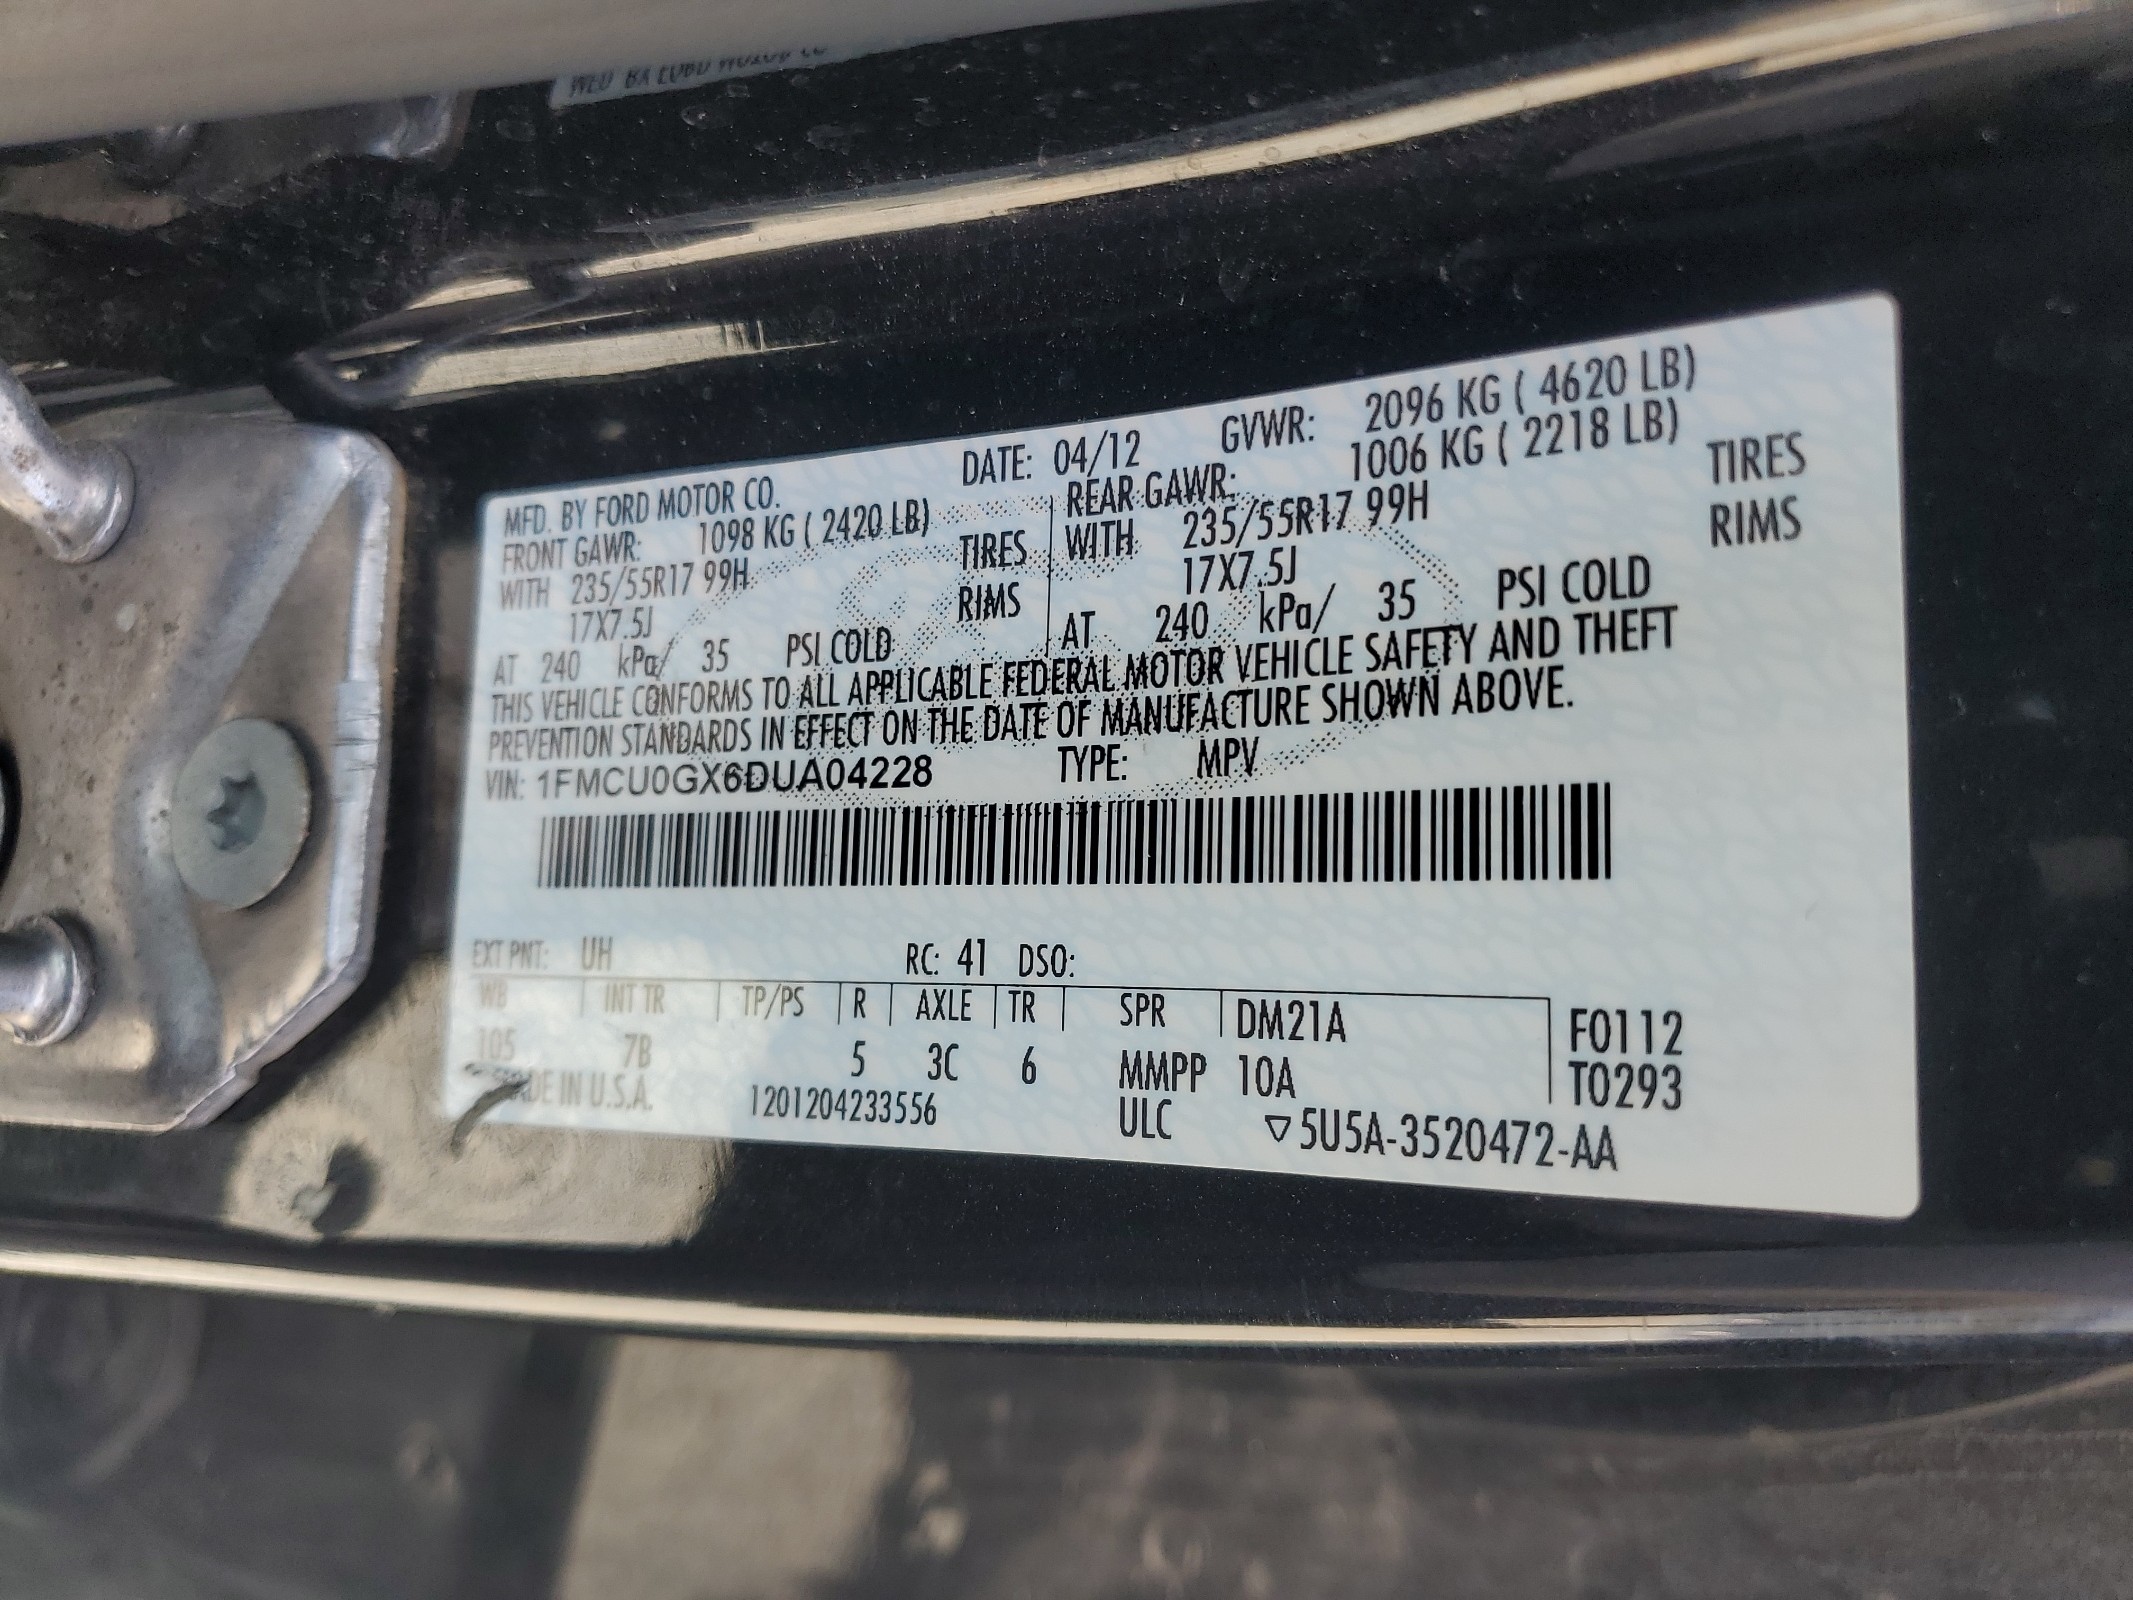 MFD. BY FORD MOTOR CO. DATE: 04/12 GVWR: 2096 KG ( 4620 LB)
FRONT GAWR: 1098 KG ( 2420 LB) REAR GAWR: 1006 KG ( 2218 LB)
WITH 235/55R17 99H TIRES WITH 235/55R17 99H TIRES
17X7.5J RIMS 17X7.5J RIMS
AT 240 kPa/ 35 PSI COLD AT 240 kPa/ 35 PSI COLD
THIS VEHICLE CONFORMS TO ALL APPLICABLE FEDERAL MOTOR VEHICLE SAFETY AND THEFT
PREVENTION STANDARDS IN EFFECT ON THE DATE OF MANUFACTURE SHOWN ABOVE.
VIN: 1FMCU0GX6DUA04228 TYPE: MPV
EXT PNT: UH RC: 41 DSO:
WB INT TR TP/PS R AXLE TR SPR DM21A F0112
105 7B 5 3C 6 MMPP 10A T0293
MADE IN U.S.A. 1201204233556 ULC ▽5U5A-3520472-AA